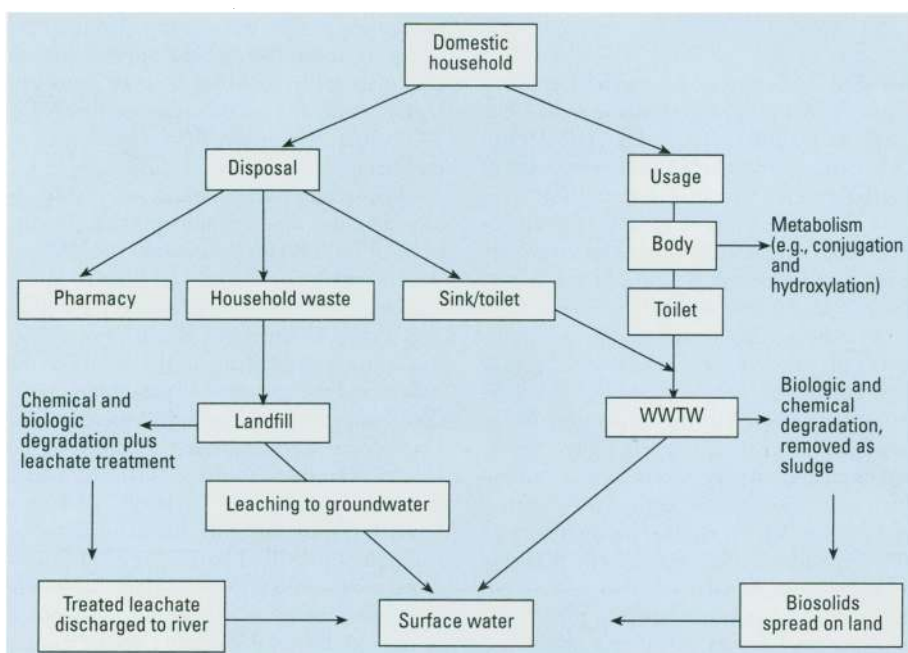 Domestic
household
Disposal
Usage
Body
Metabolism
(e.g., conjugation
and
hydroxylation)
Pharmacy
Household waste
Sink/toilet
Toilet
Chemical and
biologic
degradation plus
leachate treatment
Landfill
WWTW
Biologic and
chemical
degradation,
removed as
sludge
Leaching to groundwater
Treated leachate
discharged to river
Surface water
Biosolids
spread on land